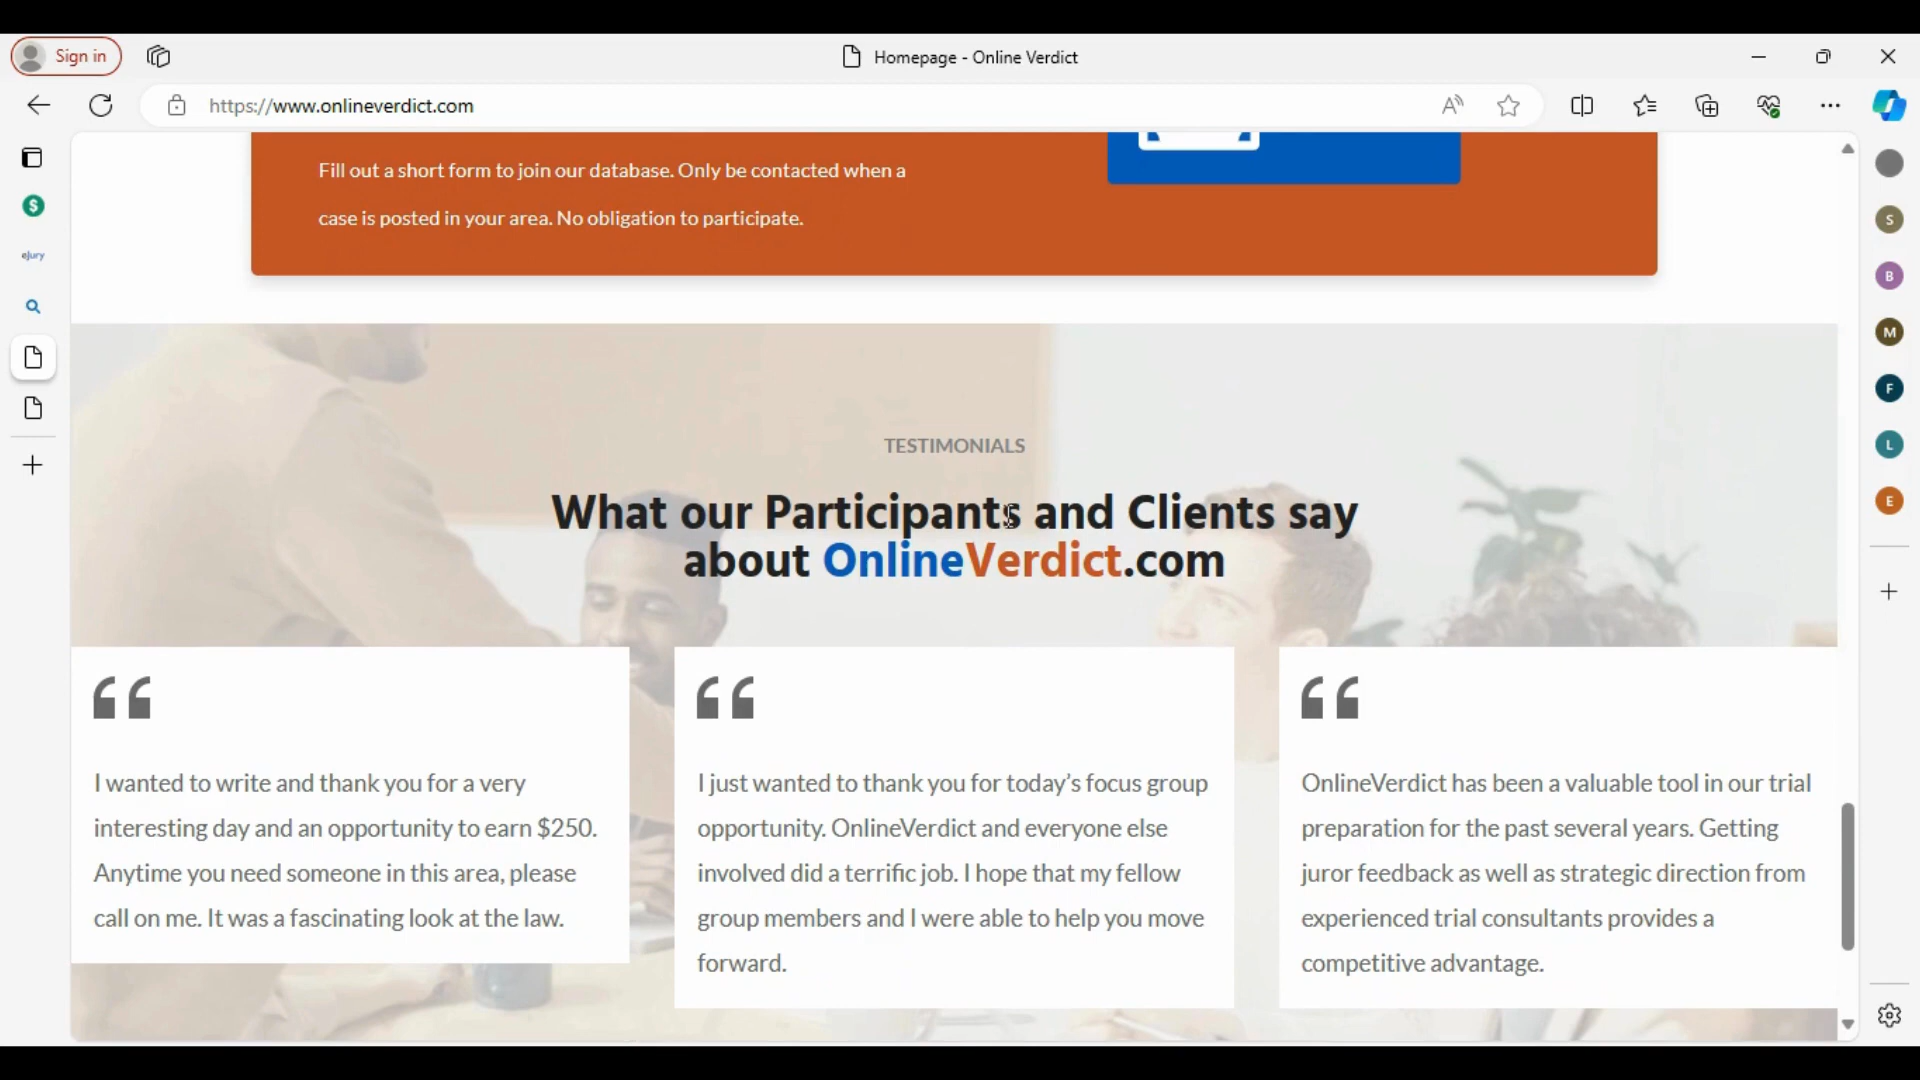 Sign in
Homepage - Online Verdict
https://www.onlineverdict.com
Fill out a short form to join our database. Only be contacted when a
case is posted in your area. No obligation to participate.
$
eJury
S
B
M
F
L
E
TESTIMONIALS
What our Participants and Clients say
about OnlineVerdict.com
“
I wanted to write and thank you for a very
interesting day and an opportunity to earn $250.
Anytime you need someone in this area, please
call on me. It was a fascinating look at the law.
“
I just wanted to thank you for today’s focus group
opportunity. OnlineVerdict and everyone else
involved did a terrific job. I hope that my fellow
group members and I were able to help you move
forward.
“
OnlineVerdict has been a valuable tool in our trial
preparation for the past several years. Getting
juror feedback as well as strategic direction from
experienced trial consultants provides a
competitive advantage.